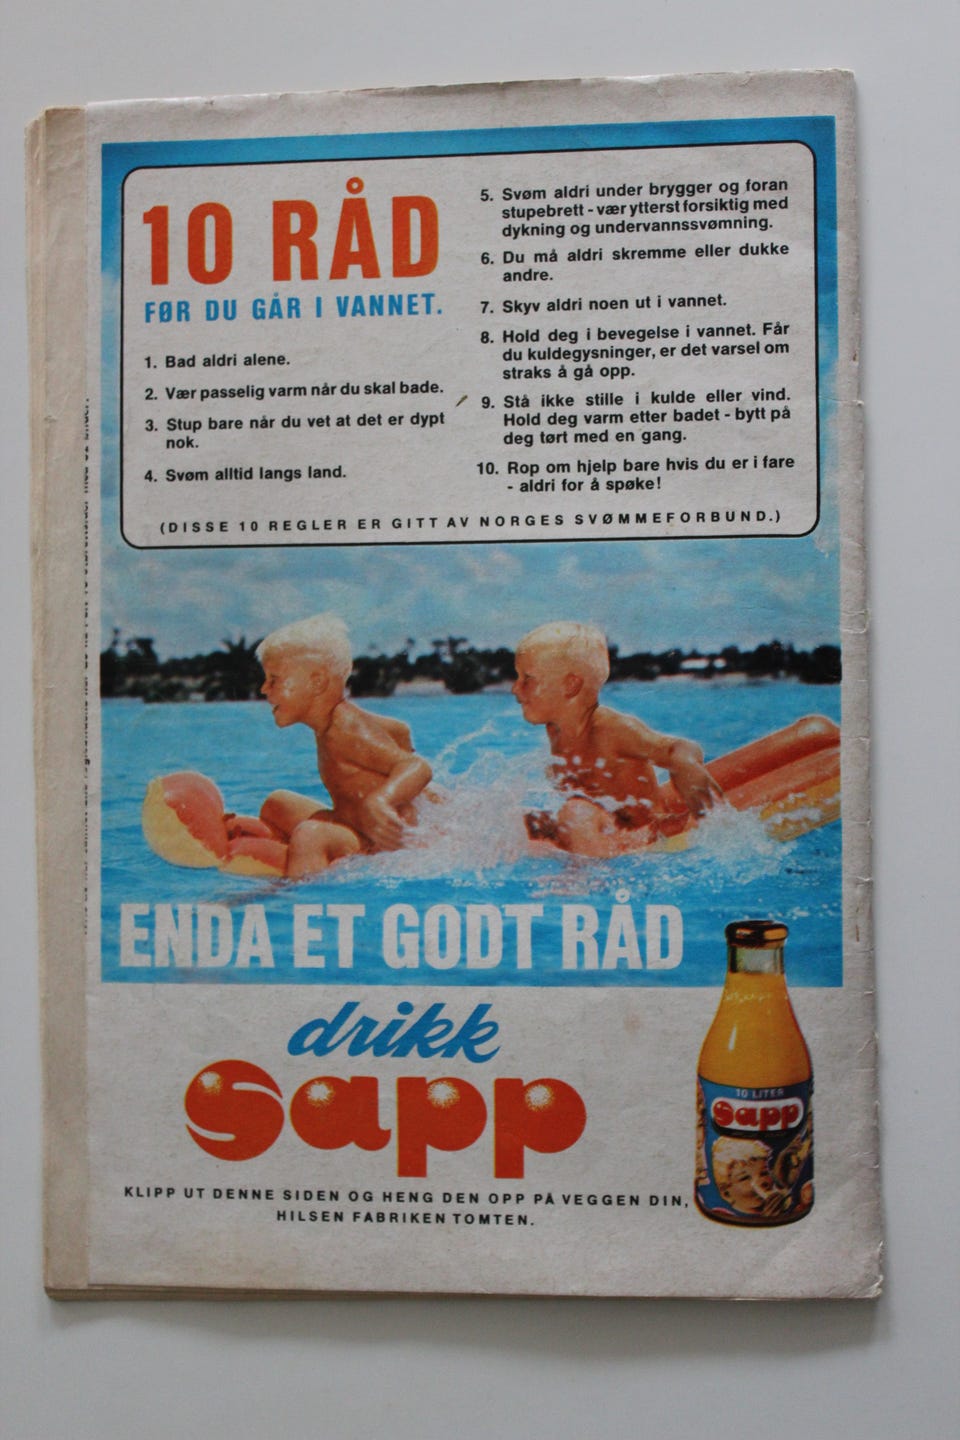 10 RÅD
FØR DU GÅR I VANNET.
1. Bad aldri alene.
2. Vær passelig varm når du skal bade.
3. Stup bare når du vet at det er dypt
nok.
4. Svøm alltid langs land.
5. Svøm aldri under brygger og foran
stupebrett - vær ytterst forsiktig med
dykning og undervannssvømning.
6. Du må aldri skremme eller dukke
andre.
7. Skyv aldri noen ut i vannet.
8. Hold deg i bevegelse i vannet. Får
du kuldegysninger, er det varsel om
straks å gå opp.
9. Stå ikke stille i kulde eller vind.
Hold deg varm etter badet - bytt på
deg tørt med en gang.
10. Rop om hjelp bare hvis du er i fare
- aldri for å spøke!
(DISSE 10 REGLER ER GITT AV NORGES SVØMMEFORBUND.)
ENDA ET GODT RÅD
drikk
sapp
10 LITER
sapp
KLIPP UT DENNE SIDEN OG HENG DEN OPP PÅ VEGGEN DIN,
HILSEN FABRIKEN TOMTEN.